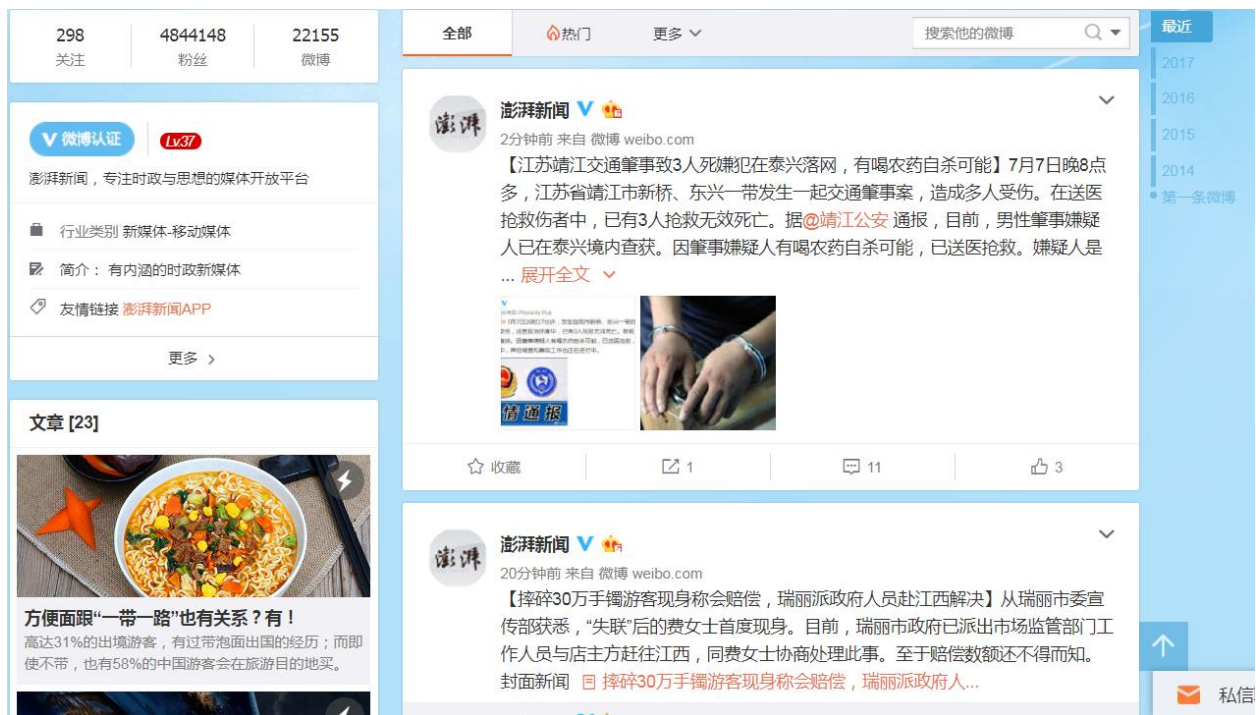 298
4844148
22155
关注
粉丝
微博
微博认证
Lv.37
澎湃新闻，专注时政与思想的媒体开放平台
行业类别 新媒体-移动媒体
简介： 有内涵的时政新媒体
友情链接 澎湃新闻APP
更多 >
文章 [23]
方便面跟“一带一路”也有关系？有！
高达31%的出境游客，有过带泡面出国的经历；而即
使不带，也有58%的中国游客会在旅游目的地买。
全部
热门
更多
搜索他的微博
澎湃
澎湃新闻
2分钟前 来自 微博 weibo.com
【江苏靖江交通肇事致3人死嫌犯在泰兴落网，有喝农药自杀可能】7月7日晚8点
多，江苏省靖江市新桥、东兴一带发生一起交通肇事案，造成多人受伤。在送医
抢救伤者中，已有3人抢救无效死亡。据@靖江公安 通报，目前，男性肇事嫌疑
人已在泰兴境内查获。因肇事嫌疑人有喝农药自杀可能，已送医抢救。嫌疑人是
... 展开全文
情通报
收藏
1
11
3
澎湃
澎湃新闻
20分钟前 来自 微博 weibo.com
【摔碎30万手镯游客现身称会赔偿，瑞丽派政府人员赴江西解决】从瑞丽市委宣
传部获悉，“失联”后的费女士首度现身。目前，瑞丽市政府已派出市场监管部门工
作人员与店主方赶往江西，同费女士协商处理此事。至于赔偿数额还不得而知。
封面新闻 摔碎30万手镯游客现身称会赔偿，瑞丽派政府人...
最近
2017
2016
2015
2014
第一条微博
私信